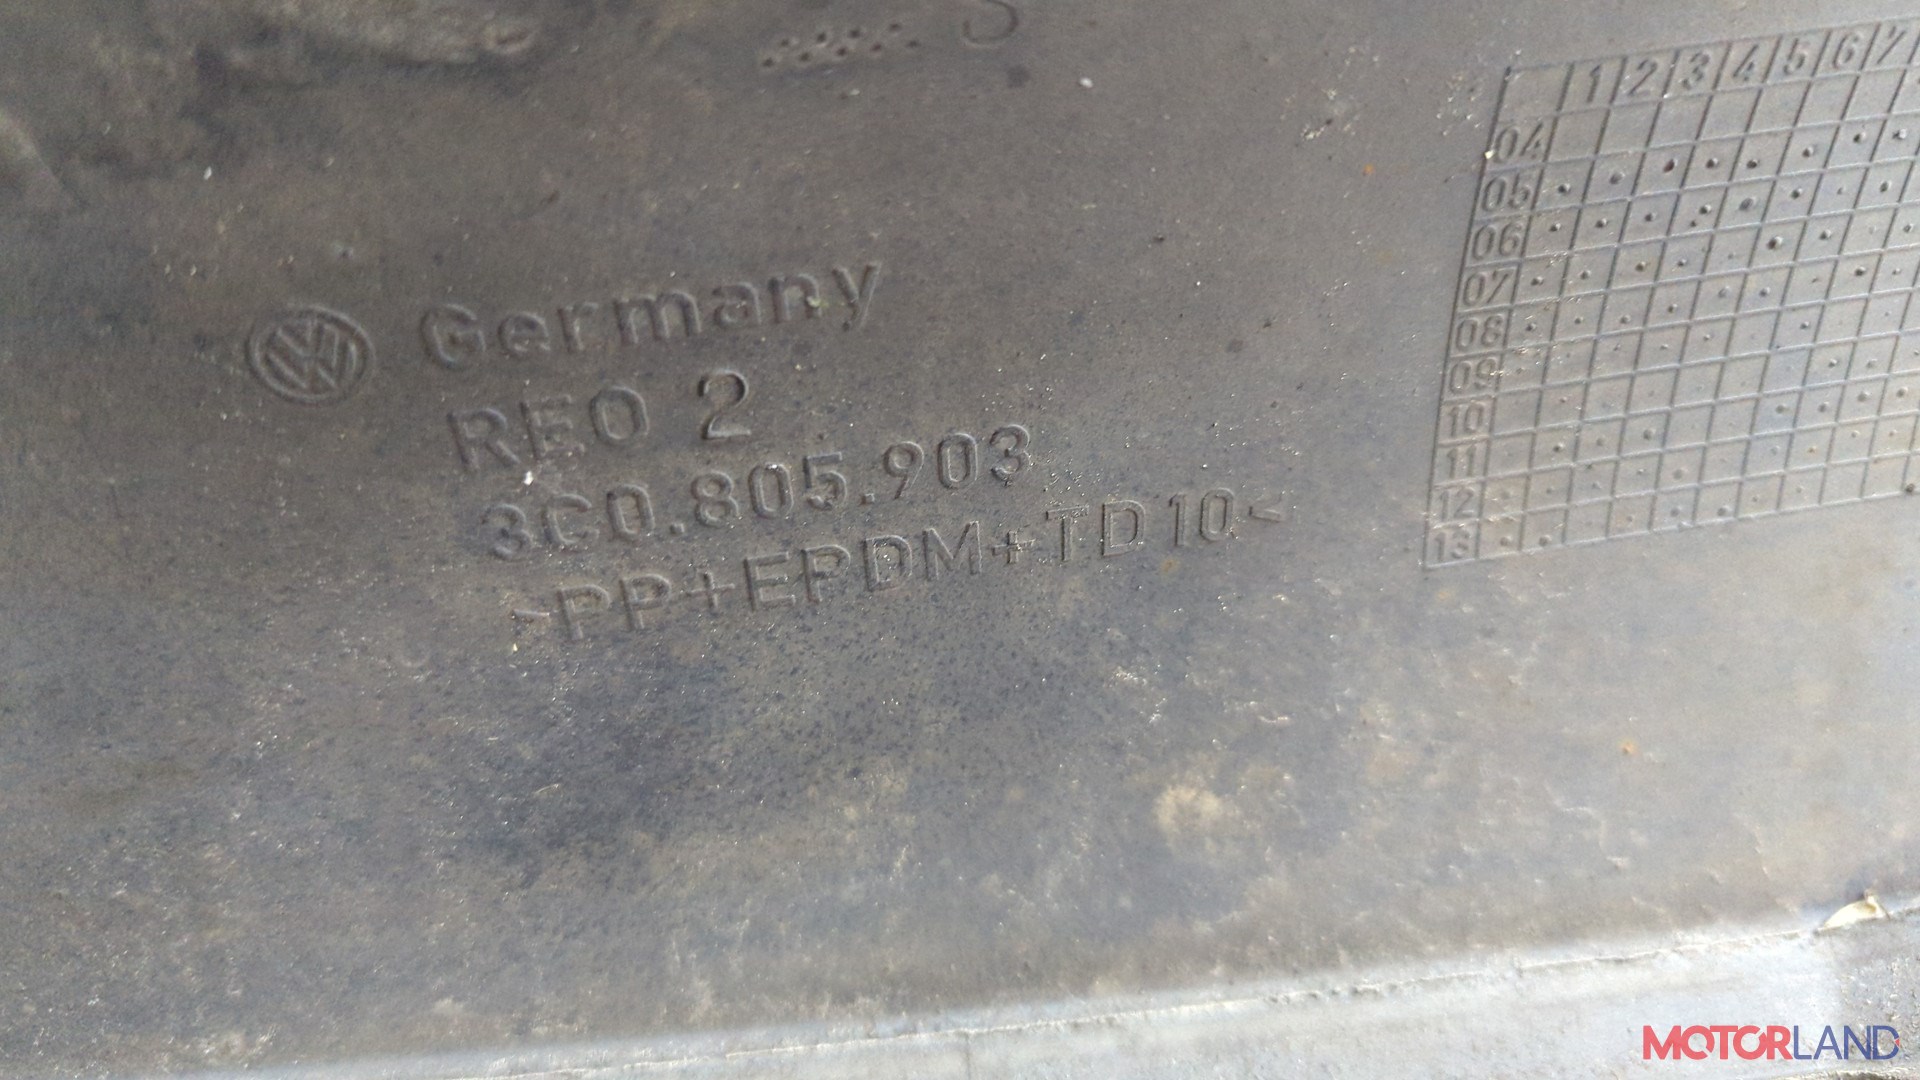 S
VW Germany
REO 2
3C0.805.903
>PP+EPDM+TD10<
1 2 3 4 5 6 7
04
05
06
07
08
09
10
11
12
13
MOTORLAND